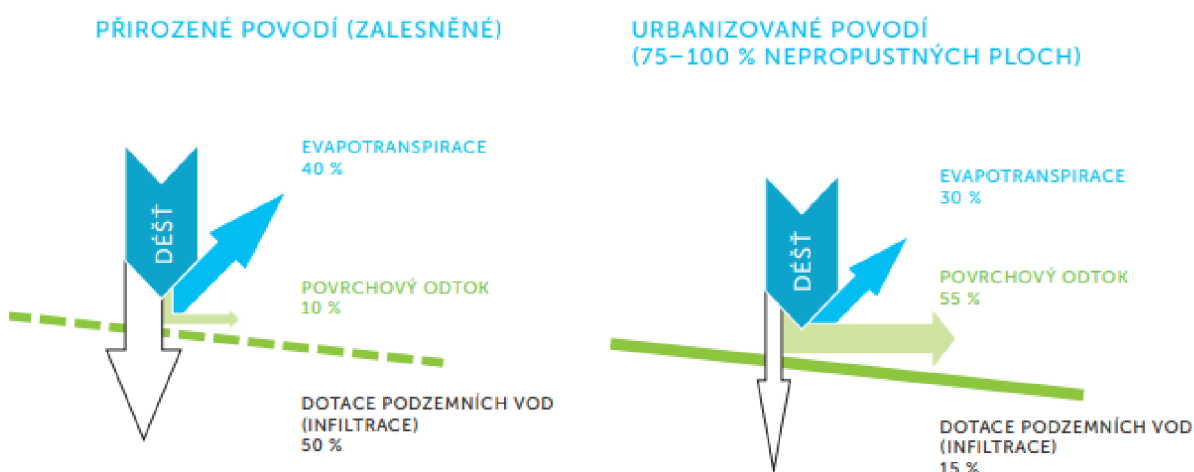 PŘIROZENÉ POVODÍ (ZALESNĚNÉ)
DÉŠŤ
EVAPOTRANSPIRACE
40 %
POVRCHOVÝ ODTOK
10 %
DOTACE PODZEMNÍCH VOD
(INFILTRACE)
50 %
URBANIZOVANÉ POVODÍ
(75–100 % NEPROPUSTNÝCH PLOCH)
DÉŠŤ
EVAPOTRANSPIRACE
30 %
POVRCHOVÝ ODTOK
55 %
DOTACE PODZEMNÍCH VOD
(INFILTRACE)
15 %